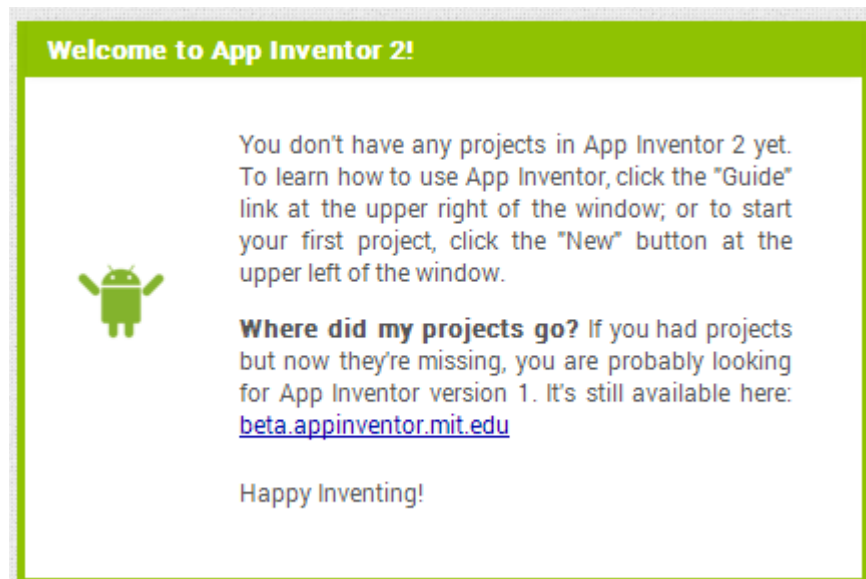 Welcome to App Inventor 2!
You don't have any projects in App Inventor 2 yet.
To learn how to use App Inventor, click the "Guide"
link at the upper right of the window; or to start
your first project, click the "New" button at the
upper left of the window.
Where did my projects go? If you had projects
but now they're missing, you are probably looking
for App Inventor version 1. It's still available here:
beta.appinventor.mit.edu
Happy Inventing!